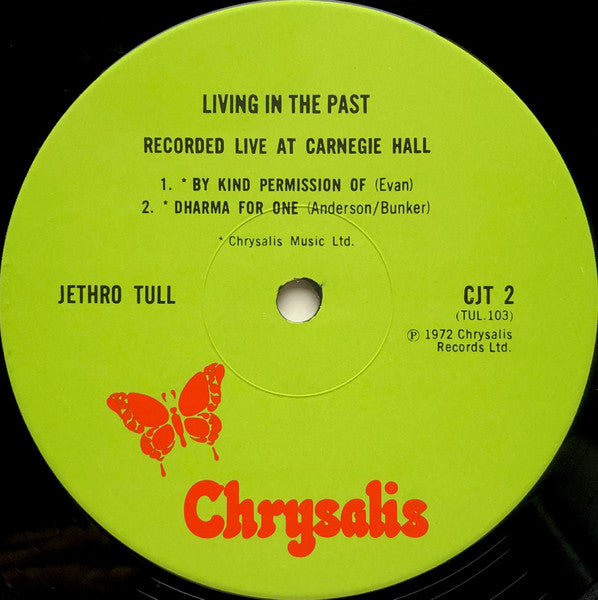 LIVING IN THE PAST
RECORDED LIVE AT CARNEGIE HALL
1. * BY KIND PERMISSION OF (Evan)
2. * DHARMA FOR ONE (Anderson/Bunker)
* Chrysalis Music Ltd.
JETHRO TULL
CJT 2
(TUL.103)
℗ 1972 Chrysalis
Records Ltd.
Chrysalis